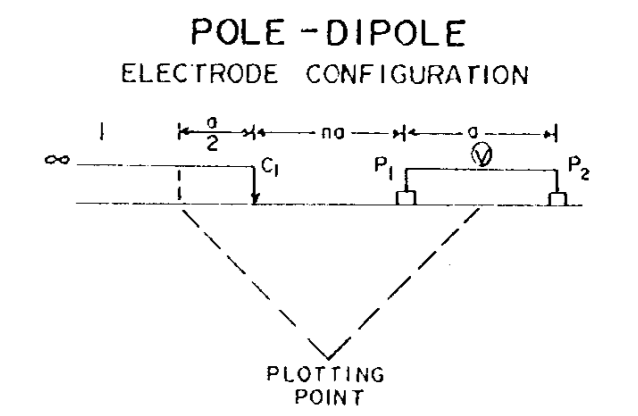 POLE - DIPOLE
ELECTRODE CONFIGURATION
I a/2 na a
∞ C1 P1 V P2
PLOTTING
POINT